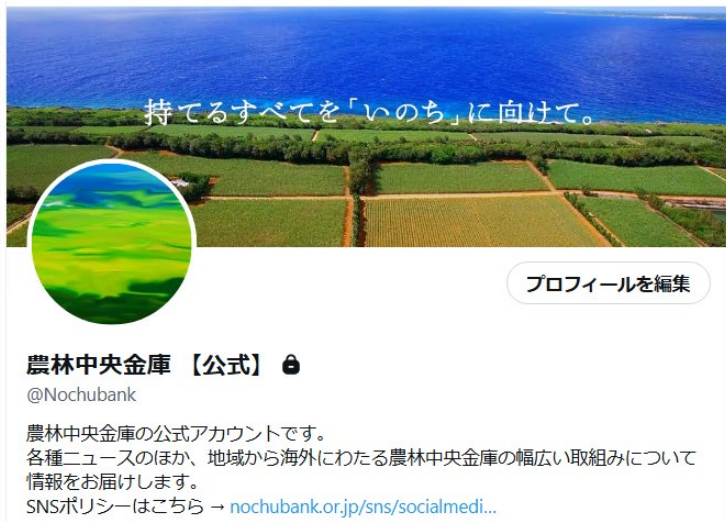 持てるすべてを「いのち」に向けて。
プロフィールを編集
農林中央金庫 【公式】
@Nochubank
農林中央金庫の公式アカウントです。
各種ニュースのほか、地域から海外にわたる農林中央金庫の幅広い取組みについて
情報をお届けします。
SNSポリシーはこちら → nochubank.or.jp/sns/socialmedi...